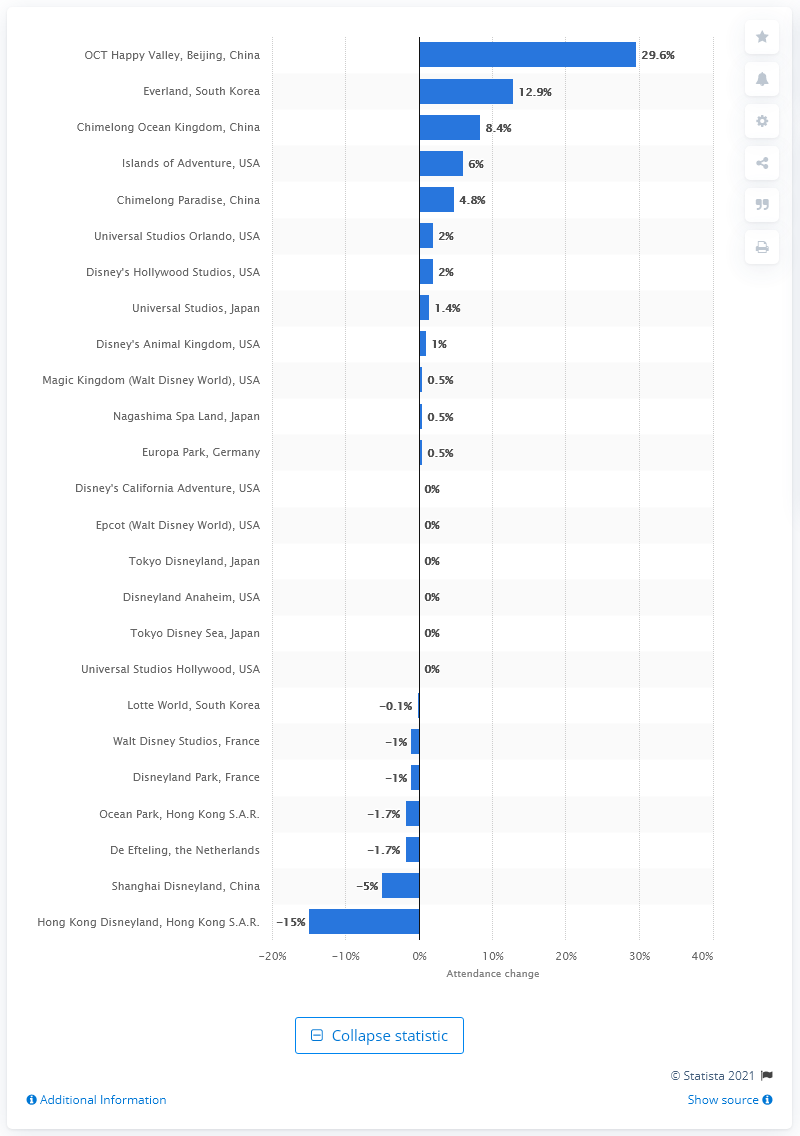 OCT Happy Valley, Beijing, China 29.6%
Everland, South Korea 12.9%
Chimelong Ocean Kingdom, China 8.4%
Islands of Adventure, USA 6%
Chimelong Paradise, China 4.8%
Universal Studios Orlando, USA 2%
Disney's Hollywood Studios, USA 2%
Universal Studios, Japan 1.4%
Disney's Animal Kingdom, USA 1%
Magic Kingdom (Walt Disney World), USA 0.5%
Nagashima Spa Land, Japan 0.5%
Europa Park, Germany 0.5%
Disney's California Adventure, USA 0%
Epcot (Walt Disney World), USA 0%
Tokyo Disneyland, Japan 0%
Disneyland Anaheim, USA 0%
Tokyo Disney Sea, Japan 0%
Universal Studios Hollywood, USA 0%
Lotte World, South Korea −0.1%
Walt Disney Studios, France −1%
Disneyland Park, France −1%
Ocean Park, Hong Kong S.A.R. −1.7%
De Efteling, the Netherlands −1.7%
Shanghai Disneyland, China −5%
Hong Kong Disneyland, Hong Kong S.A.R. −15%
−20% −10% 0% 10% 20% 30% 40%
Attendance change
Collapse statistic
© Statista 2021
Additional Information Show source